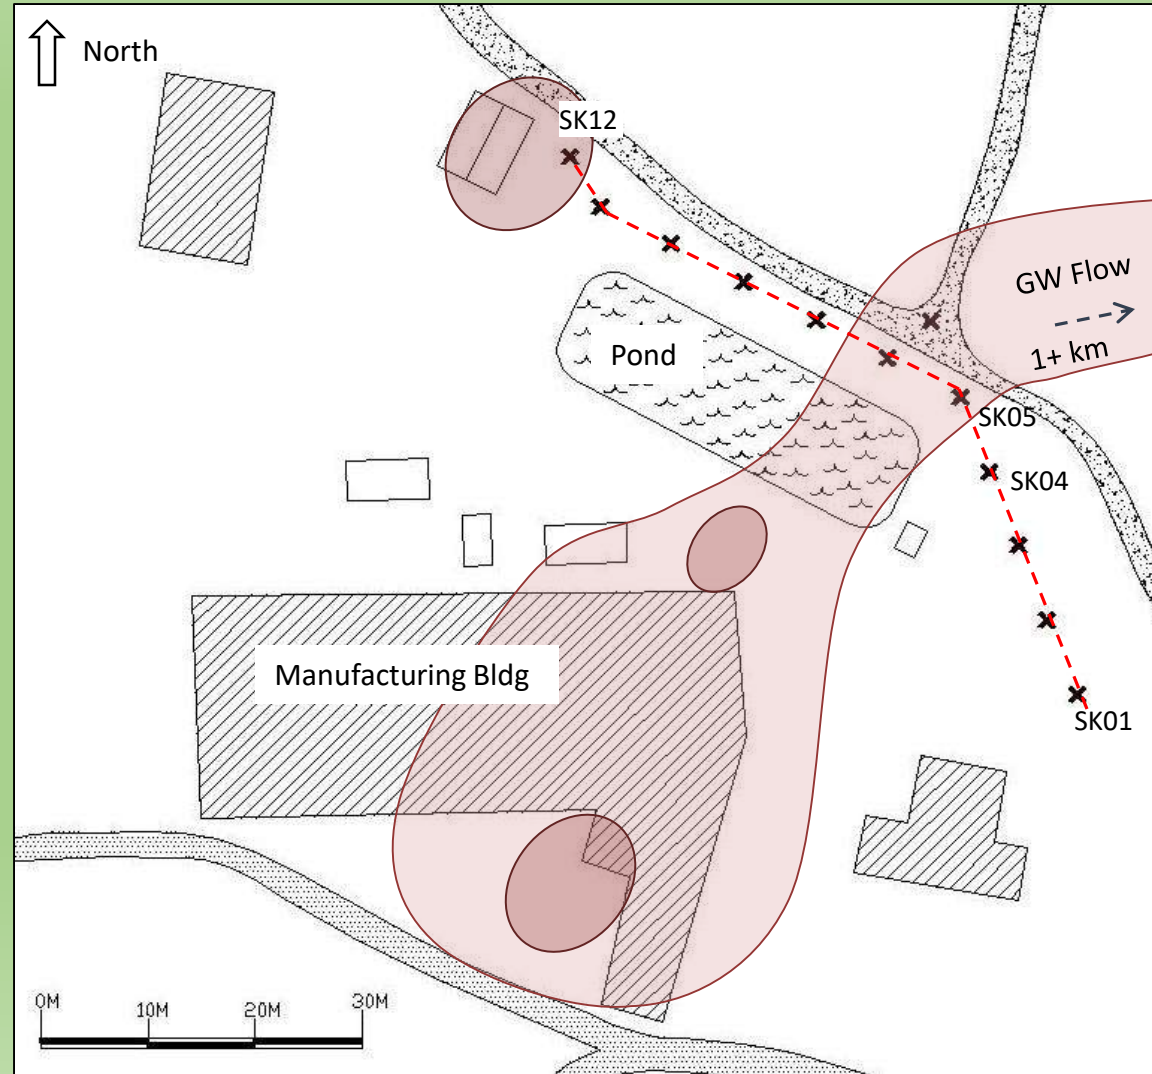 North
SK12
GW Flow
1+ km
Pond
SK05
SK04
Manufacturing Bldg
SK01
0M 10M 20M 30M